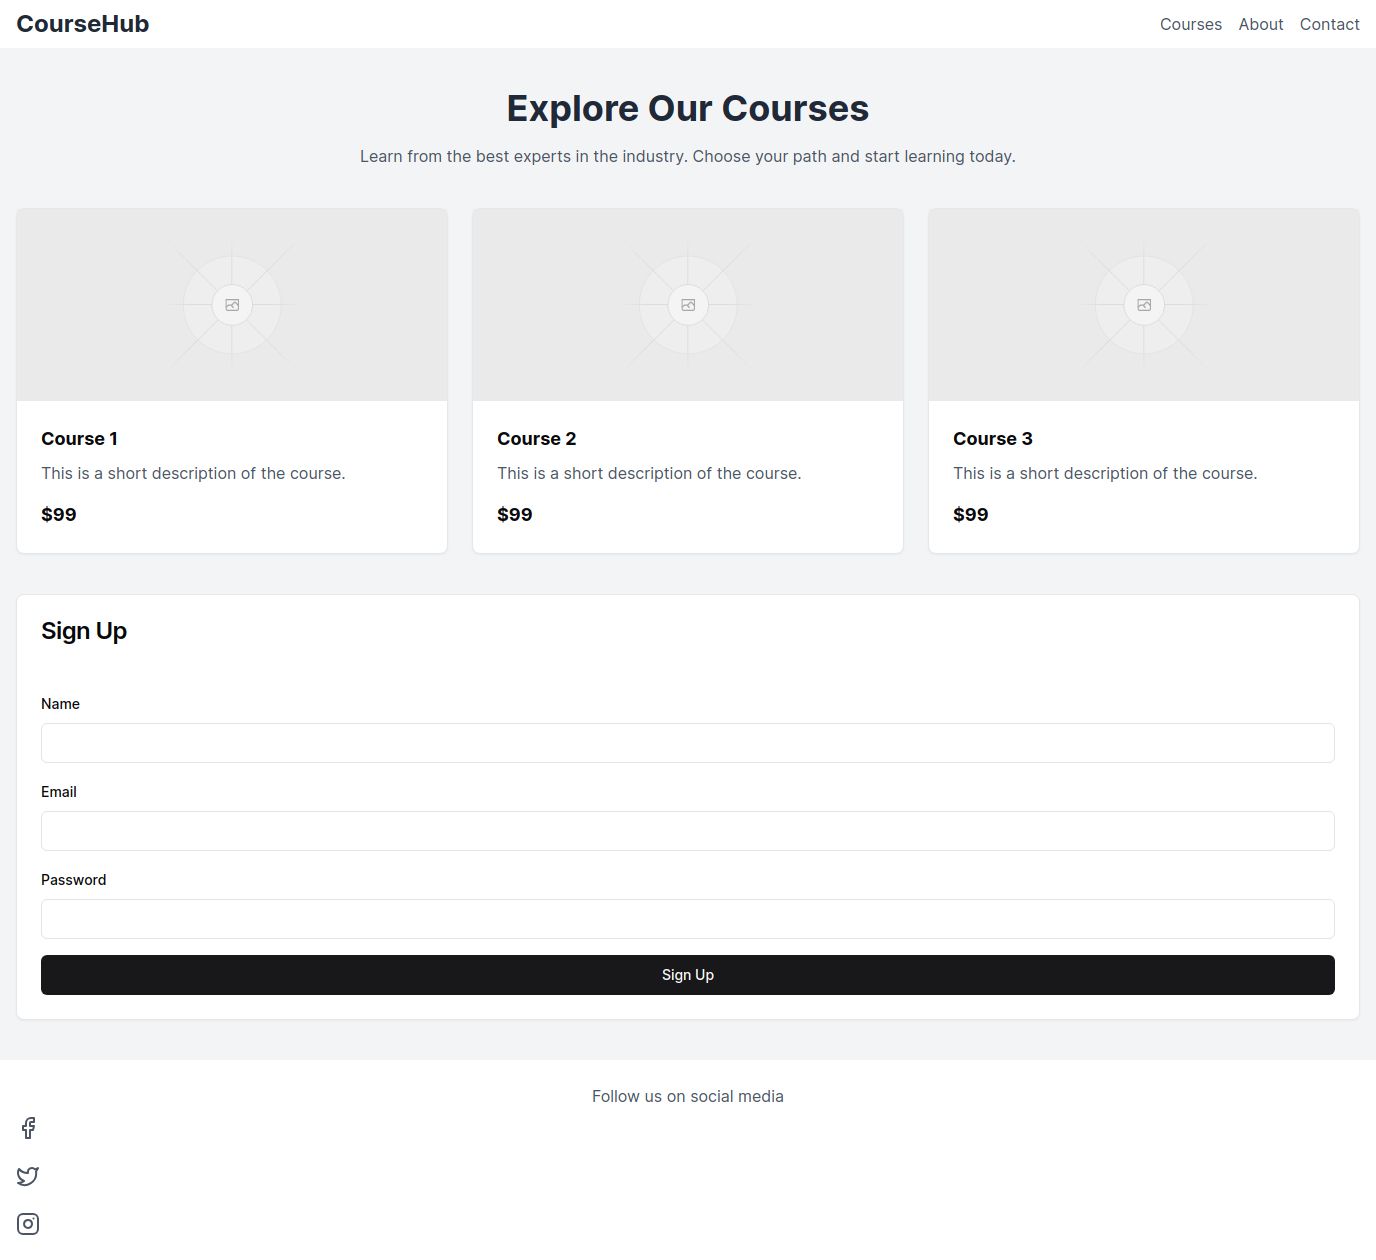 CourseHub
Courses About Contact
Explore Our Courses
Learn from the best experts in the industry. Choose your path and start learning today.
Course 1
This is a short description of the course.
$99
Course 2
This is a short description of the course.
$99
Course 3
This is a short description of the course.
$99
Sign Up
Name
Email
Password
Sign Up
Follow us on social media